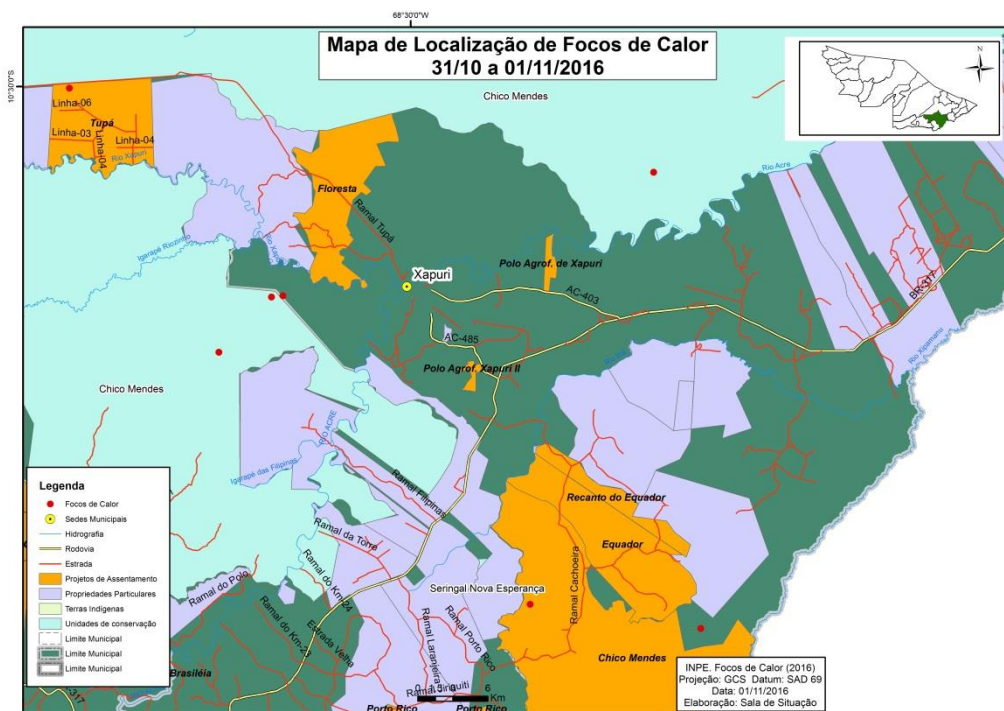 68°30'0"W
10°30'0"S
Mapa de Localização de Focos de Calor
31/10 a 01/11/2016
N
Chico Mendes
Linha-06
Tupá
Linha-03
Linha-04
Linha-04
Rio Xapuri
Floresta
Ramal Tupá
Rio Acre
Igarapé Riozinho
Polo Agrof. de Xapuri
Xapuri
AC-403
BR-317
AC-485
Rio Xipamanu
Polo Agrof. Xapuri II
Chico Mendes
RIO ACRE
Igarapé das Filipinas
Ramal Filipinas
Recanto do Equador
Ramal da Torre
Equador
Ramal do Polo
Ramal do Km-24
Seringal Nova Esperança
Ramal Cachoeira
Ramal do Km-23
Estrada Velha
Ramal Laranjeira
Ramal Porto Rico
Chico Mendes
Brasiléia
Porto Rico
Porto Rico
Km
Legenda
Focos de Calor
Sedes Municipais
Hidrografia
Rodovia
Estrada
Projetos de Assentamento
Propriedades Particulares
Terras Indígenas
Unidades de conservação
Limite Municipal
Limite Municipal
Limite Municipal
INPE. Focos de Calor (2016)
Projeção: GCS Datum: SAD 69
Data: 01/11/2016
Elaboração: Sala de Situação